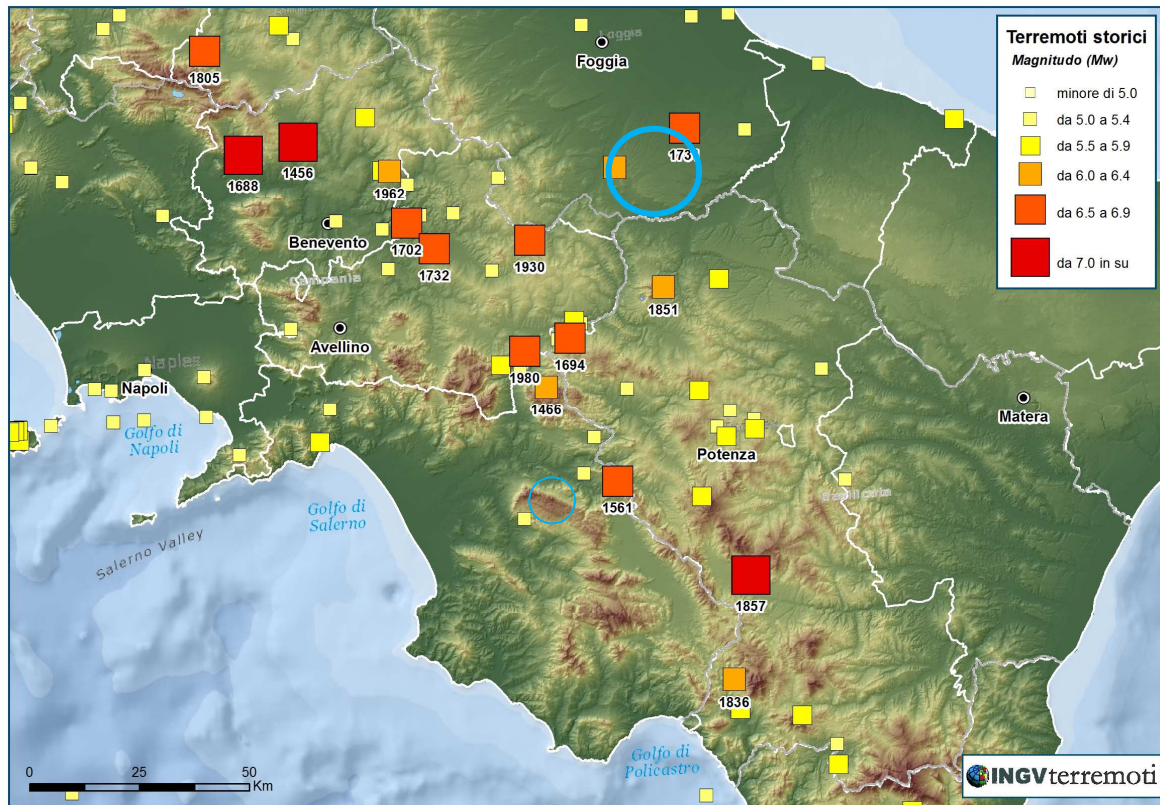 Terremoti storici
Magnitudo (Mw)
minore di 5.0
da 5.0 a 5.4
da 5.5 a 5.9
da 6.0 a 6.4
da 6.5 a 6.9
da 7.0 in su
Foggia
1805
1688
1456
1962
Benevento
1702
1732
1930
Campania
1851
Avellino
1694
1980
1466
Naples
Napoli
Matera
Golfo di
Napoli
Potenza
Basilicata
1561
Golfo di
Salerno
Salerno Valley
1857
1836
Golfo di
Policastro
0 25 50
Km
INGVterremoti